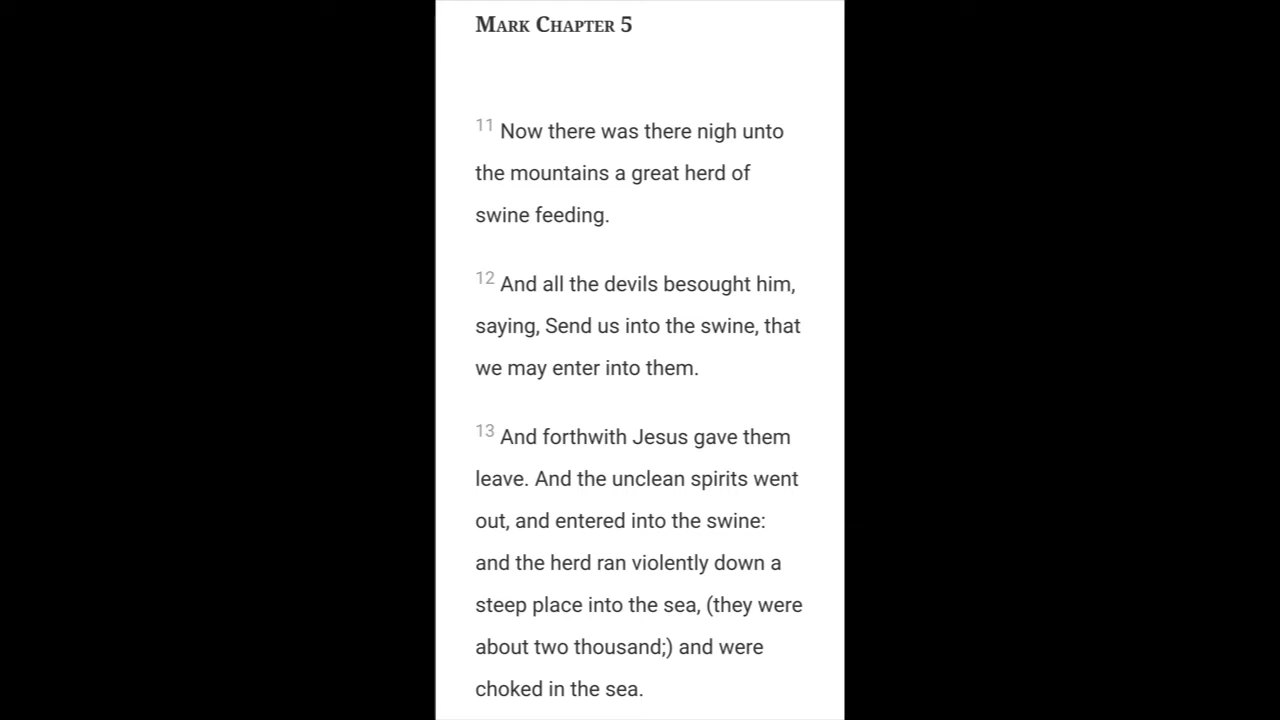 Mark Chapter 5
11 Now there was there nigh unto
the mountains a great herd of
swine feeding.
12 And all the devils besought him,
saying, Send us into the swine, that
we may enter into them.
13 And forthwith Jesus gave them
leave. And the unclean spirits went
out, and entered into the swine:
and the herd ran violently down a
steep place into the sea, (they were
about two thousand;) and were
choked in the sea.